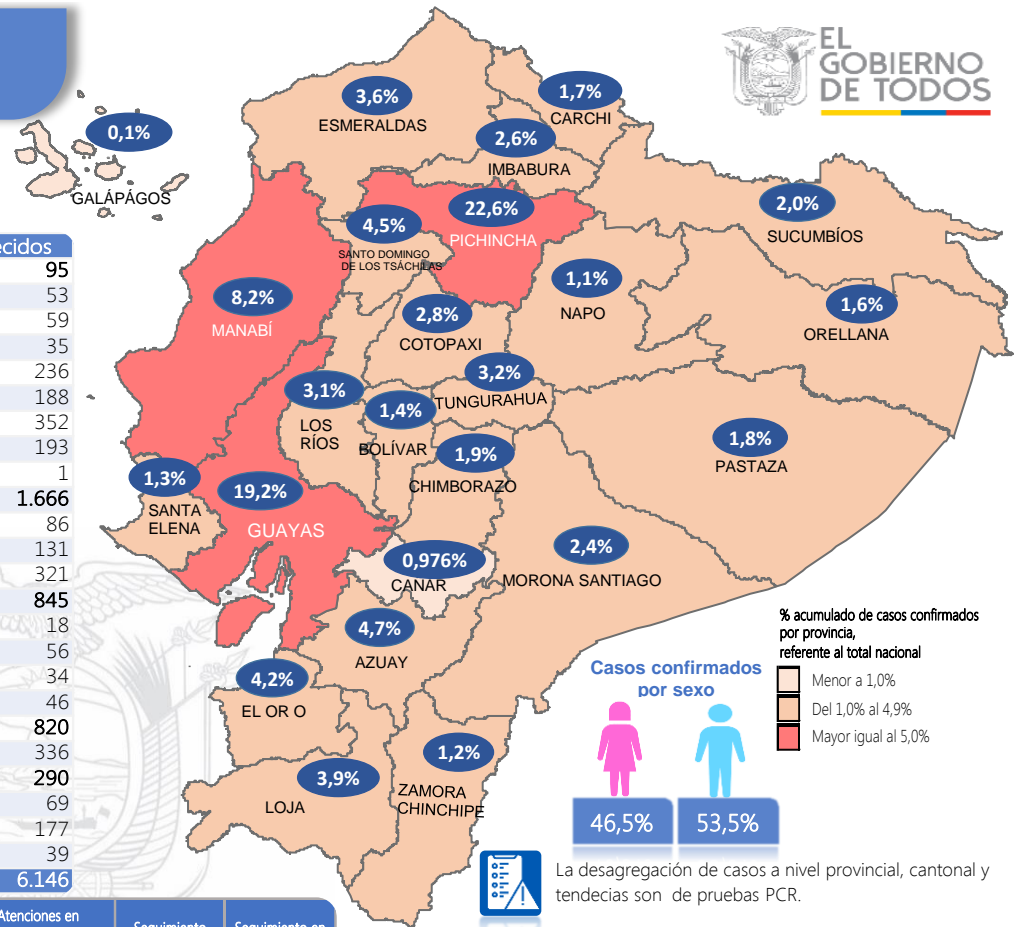 EL
GOBIERNO
DE TODOS
0,1%
GALÁPÁGOS
3,6%
ESMERALDAS
1,7%
CARCHI
2,6%
IMBABURA
2,0%
SUCUMBÍOS
4,5%
SANTO DOMINGO
DE LOS TSÁCHILAS
22,6%
PICHINCHA
1,1%
NAPO
1,6%
ORELLANA
8,2%
MANABÍ
2,8%
COTOPAXI
3,2%
TUNGURAHUA
3,1%
LOS
RÍOS
1,4%
BOLÍVAR
1,9%
CHIMBORAZO
1,8%
PASTAZA
1,3%
SANTA
ELENA
19,2%
GUAYAS
0,976%
CAÑAR
2,4%
MORONA SANTIAGO
4,7%
AZUAY
4,2%
EL OR O
3,9%
LOJA
1,2%
ZAMORA
CHINCHIPE
ecidos
95
53
59
35
236
188
352
193
1
1.666
86
131
321
845
18
56
34
46
820
336
290
69
177
39
6.146
Atenciones en
Seguimiento
Seguimiento en
% acumulado de casos confirmados
por provincia,
referente al total nacional
Menor a 1,0%
Del 1,0% al 4,9%
Mayor igual al 5,0%
Casos confirmados
por sexo
46,5%
53,5%
La desagregación de casos a nivel provincial, cantonal y
tendecias son de pruebas PCR.